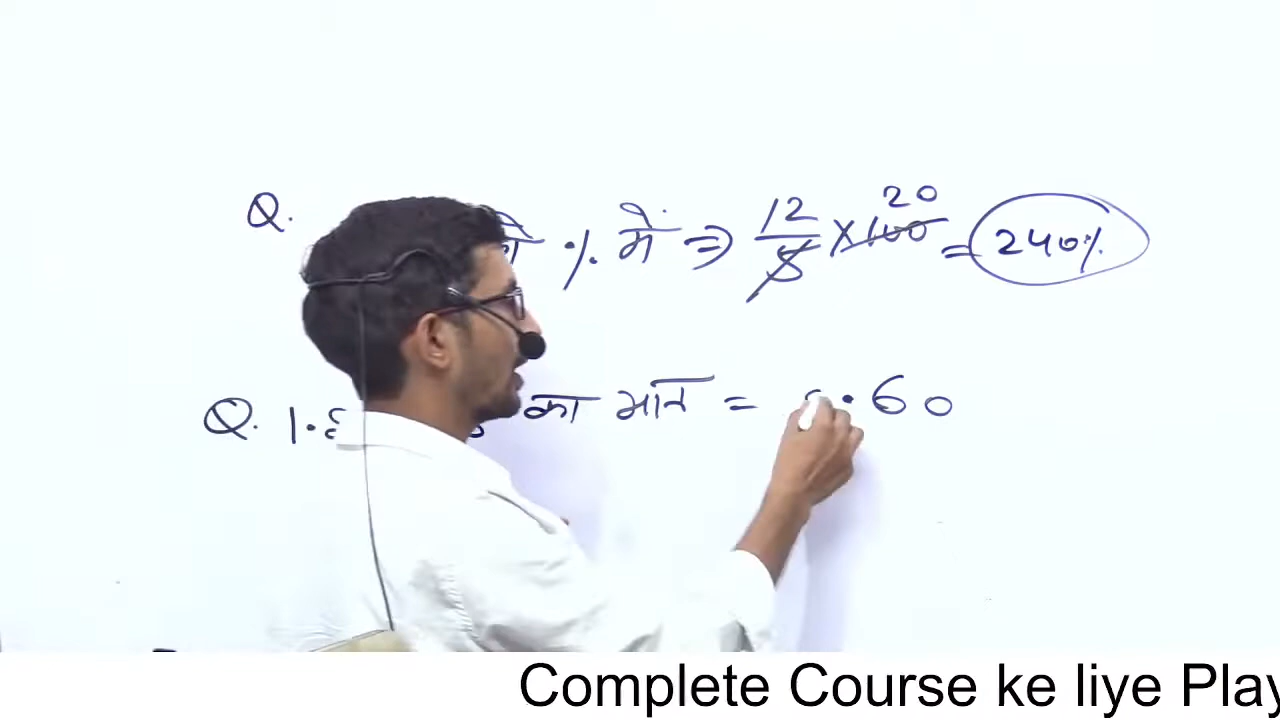 Q. % में ⇒ 12/5 × 100 20 = 240%
Q. 1. का मान = .60
Complete Course ke liye Play